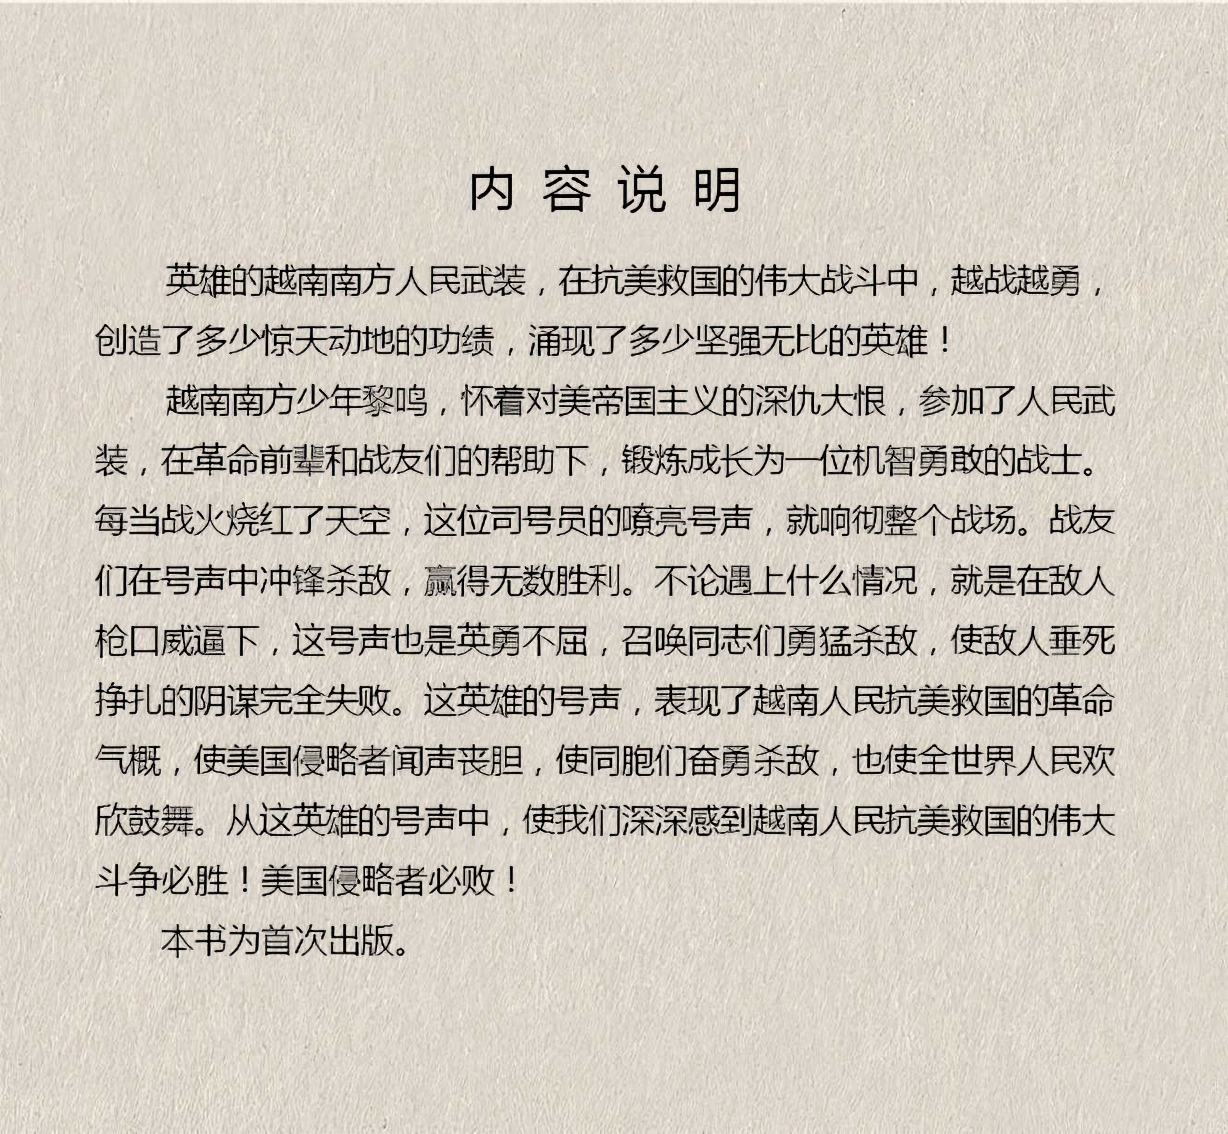 内容说明
英雄的越南南方人民武装，在抗美救国的伟大战斗中，越战越勇，
创造了多少惊天动地的功绩，涌现了多少坚强无比的英雄！
越南南方少年黎鸣，怀着对美帝国主义的深仇大恨，参加了人民武
装，在革命前辈和战友们的帮助下，锻炼成长为一位机智勇敢的战士。
每当战火烧红了天空，这位司号员的嘹亮号声，就响彻整个战场。战友
们在号声中冲锋杀敌，赢得无数胜利。不论遇上什么情况，就是在敌人
枪口威逼下，这号声也是英勇不屈，召唤同志们勇猛杀敌，使敌人垂死
挣扎的阴谋完全失败。这英雄的号声，表现了越南人民抗美救国的革命
气概，使美国侵略者闻声丧胆，使同胞们奋勇杀敌，也使全世界人民欢
欣鼓舞。从这英雄的号声中，使我们深深感到越南人民抗美救国的伟大
斗争必胜！美国侵略者必败！
本书为首次出版。